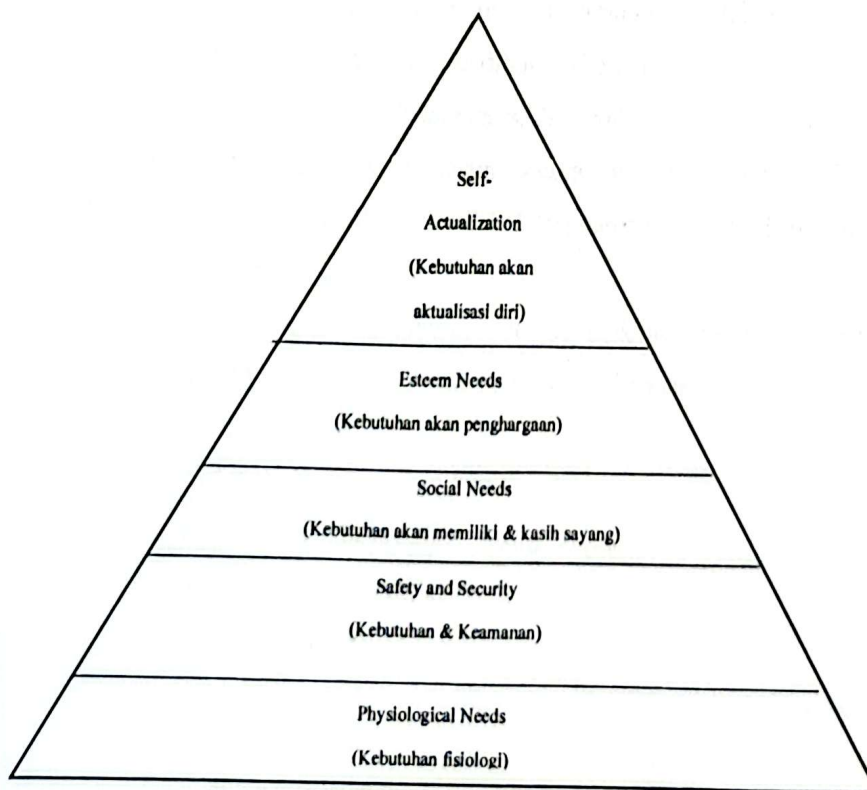 Self-
Actualization
(Kebutuhan akan
aktualisasi diri)
Esteem Needs
(Kebutuhan akan penghargaan)
Social Needs
(Kebutuhan akan memiliki & kasih sayang)
Safety and Security
(Kebutuhan & Keamanan)
Physiological Needs
(Kebutuhan fisiologi)